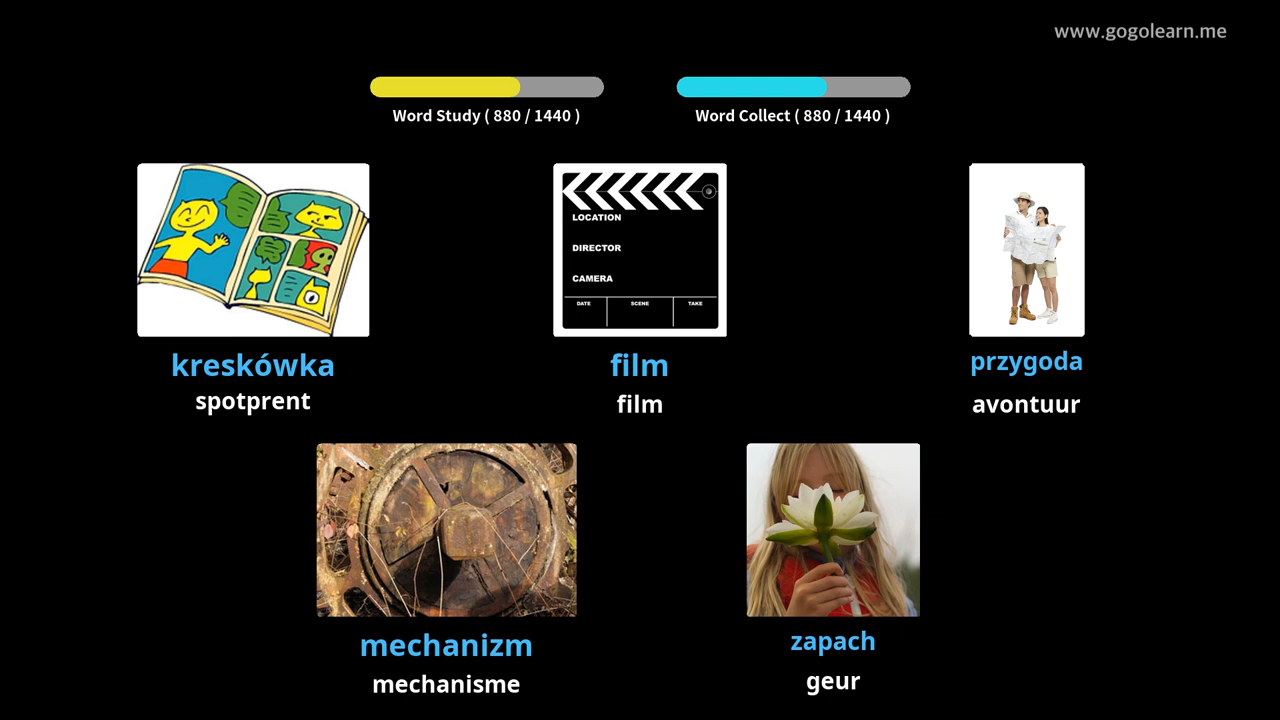 www.gogolearn.me
Word Study ( 880 / 1440 )
Word Collect ( 880 / 1440 )
LOCATION
DIRECTOR
CAMERA
DATE SCENE TAKE
kreskówka
spotprent
film
film
przygoda
avontuur
mechanizm
mechanisme
zapach
geur